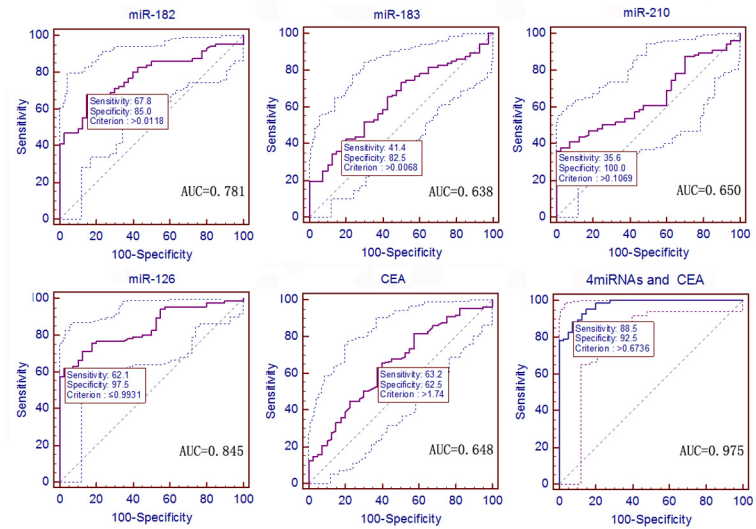 miR-182
100
80
60
40
20
0
Sensitivity
Sensitivity: 67.8
Specificity: 85.0
Criterion : >0.0118
AUC=0.781
0 20 40 60 80 100
100-Specificity
miR-183
100
80
60
40
20
0
Sensitivity
Sensitivity: 41.4
Specificity: 82.5
Criterion : >0.0068
AUC=0.638
0 20 40 60 80 100
100-Specificity
miR-210
100
80
60
40
20
0
Sensitivity
Sensitivity: 35.6
Specificity: 100.0
Criterion : >0.1069
AUC=0.650
0 20 40 60 80 100
100-Specificity
miR-126
100
80
60
40
20
0
Sensitivity
Sensitivity: 62.1
Specificity: 97.5
Criterion : ≤0.9931
AUC=0.845
0 20 40 60 80 100
100-Specificity
CEA
100
80
60
40
20
0
Sensitivity
Sensitivity: 63.2
Specificity: 62.5
Criterion : >1.74
AUC=0.648
0 20 40 60 80 100
100-Specificity
4miRNAs and CEA
100
80
60
40
20
0
Sensitivity
Sensitivity: 88.5
Specificity: 92.5
Criterion : >0.6736
AUC=0.975
0 20 40 60 80 100
100-Specificity